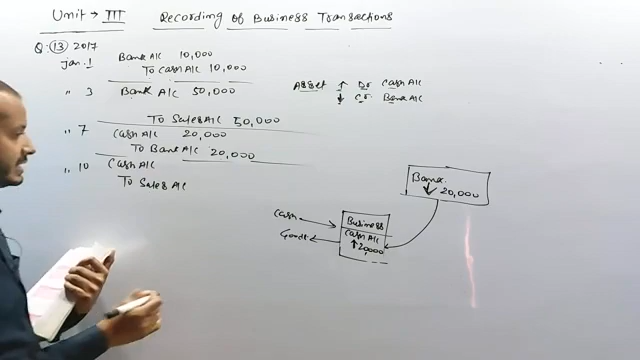 Unit → III Recording of Business Transactions
Q: 13 2017
Jan. 1 Bank A/c 10,000
To Cash A/c 10,000
" 3 Bank A/c 50,000
To Sales A/c 50,000
" 7 Cash A/c 20,000
To Bank A/c 20,000
" 10 Cash A/c
To Sales A/c
Asset ↑ Dr Cash A/c
↓ Cr. Bank A/c
Bank
↓ 20,000
Cash
Goods
Business
Cash A/c
↑ 20,000